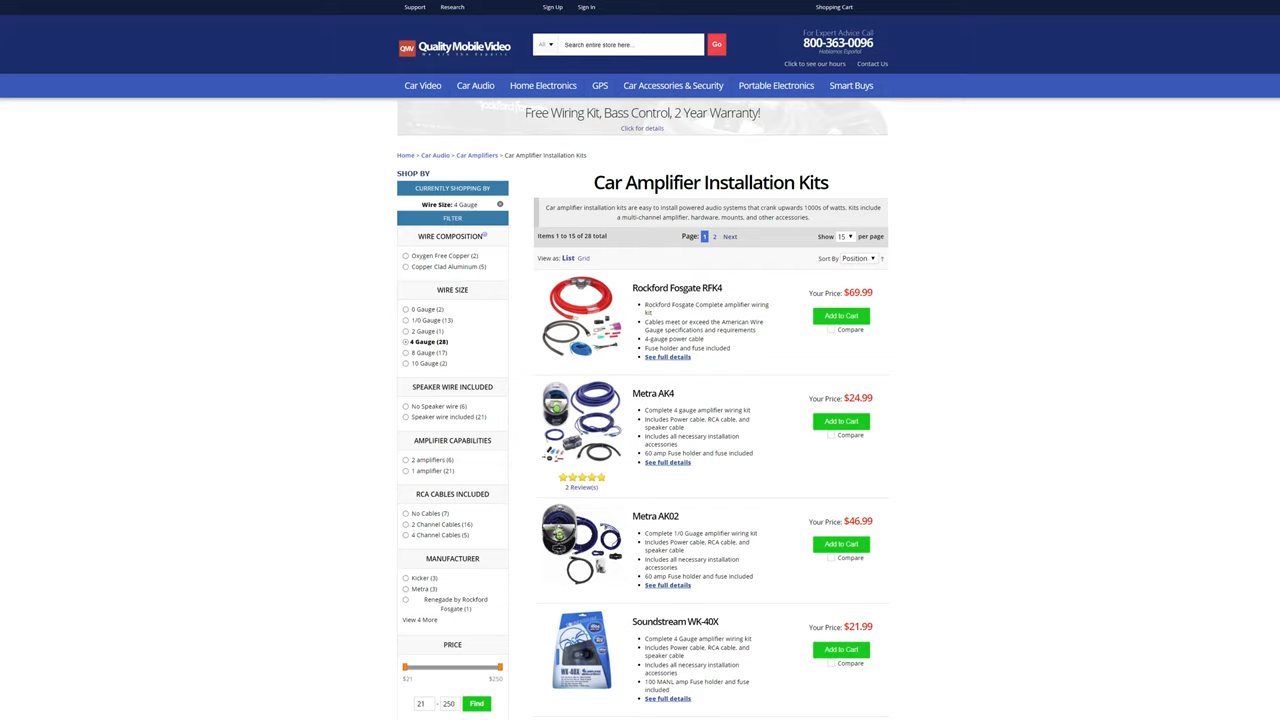 Support
Research
Sign Up
Sign In
Shopping Cart
QMV
QualityMobileVideo
We are the Experts
All
Search entire store here...
Go
For Expert Advice Call
800-363-0096
Hablamos Español
Click to see our hours
Contact Us
Car Video
Car Audio
Home Electronics
GPS
Car Accessories & Security
Portable Electronics
Smart Buys
Free Wiring Kit, Bass Control, 2 Year Warranty!
Click for details
Home > Car Audio > Car Amplifiers > Car Amplifier Installation Kits
SHOP BY
CURRENTLY SHOPPING BY
Wire Size: 4 Gauge
FILTER
WIRE COMPOSITION
Oxygen Free Copper (2)
Copper Clad Aluminum (5)
WIRE SIZE
0 Gauge (2)
1/0 Gauge (13)
2 Gauge (1)
4 Gauge (28)
8 Gauge (17)
10 Gauge (2)
SPEAKER WIRE INCLUDED
No Speaker wire (6)
Speaker wire included (21)
AMPLIFIER CAPABILITIES
2 amplifiers (6)
1 amplifier (21)
RCA CABLES INCLUDED
No Cables (7)
2 Channel Cables (16)
4 Channel Cables (5)
MANUFACTURER
Kicker (3)
Metra (3)
Renegade by Rockford
Fosgate (1)
View 4 More
PRICE
$21
$250
21 - 250 Find
Car Amplifier Installation Kits
Car amplifier installation kits are easy to install powered audio systems that crank upwards 1000s of watts. Kits include
a multi-channel amplifier, hardware, mounts, and other accessories.
Items 1 to 15 of 28 total
Page: 1 2 Next
Show 15 per page
View as: List Grid
Sort By Position
Rockford Fosgate RFK4
Rockford Fosgate Complete amplifier wiring
kit
Cables meet or exceed the American Wire
Gauge specifications and requirements
4-gauge power cable
Fuse holder and fuse included
See full details
Your Price: $69.99
Add to Cart
Compare
Metra AK4
Complete 4 gauge amplifier wiring kit
Includes Power cable, RCA cable, and
speaker cable
Includes all necessary installation
accessories
60 amp Fuse holder and fuse included
See full details
2 Review(s)
Your Price: $24.99
Add to Cart
Compare
Metra AK02
Complete 1/0 Guage amplifier wiring kit
Includes Power cable, RCA cable, and
speaker cable
Includes all necessary installation
accessories
60 amp Fuse holder and fuse included
See full details
Your Price: $46.99
Add to Cart
Compare
Soundstream WK-40X
Complete 4 Gauge amplifier wiring kit
Includes Power cable, RCA cable, and
speaker cable
Includes all necessary installation
accessories
100 MANL amp Fuse holder and fuse
included
See full details
WK-40X
Your Price: $21.99
Add to Cart
Compare